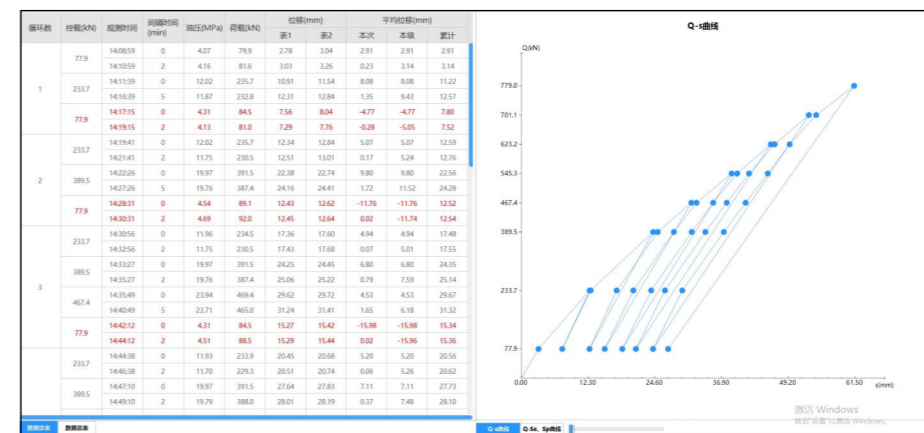 循环数 控载(kN) 观测时间 间隔时间(min) 油压(MPa) 荷载(kN) 位移(mm) 平均位移(mm)
表1 表2 本次 本级 累计
1
77.9 14:08:59 0 4.07 79.9 2.78 3.04 2.91 2.91 2.91
14:10:59 2 4.16 81.6 3.03 3.26 0.23 3.14 3.14
233.7 14:11:39 0 12.02 235.7 10.91 11.54 8.08 8.08 11.22
14:16:39 5 11.87 232.8 12.31 12.84 1.35 9.43 12.57
77.9 14:17:15 0 4.31 84.5 7.56 8.04 -4.77 -4.77 7.80
14:19:15 2 4.13 81.0 7.29 7.76 -0.28 -5.05 7.52
2
233.7 14:19:41 0 12.02 235.7 12.34 12.84 5.07 5.07 12.59
14:21:41 2 11.75 230.5 12.51 13.01 0.17 5.24 12.76
389.5 14:22:26 0 19.97 391.5 22.38 22.74 9.80 9.80 22.56
14:27:26 5 19.76 387.4 24.16 24.41 1.72 11.52 24.28
77.9 14:28:31 0 4.54 89.1 12.43 12.62 -11.76 -11.76 12.52
14:30:31 2 4.69 92.0 12.45 12.64 0.02 -11.74 12.54
3
233.7 14:30:56 0 11.96 234.5 17.36 17.60 4.94 4.94 17.48
14:32:56 2 11.75 230.5 17.43 17.68 0.07 5.01 17.55
389.5 14:33:27 0 19.97 391.5 24.25 24.45 6.80 6.80 24.35
14:35:27 2 19.76 387.4 25.06 25.22 0.79 7.59 25.14
467.4 14:35:49 0 23.94 469.4 29.62 29.72 4.53 4.53 29.67
14:40:49 5 23.71 465.0 31.24 31.41 1.65 6.18 31.32
77.9 14:42:12 0 4.31 84.5 15.27 15.42 -15.98 -15.98 15.34
14:44:12 2 4.51 88.5 15.29 15.44 0.02 -15.96 15.36
233.7 14:44:38 0 11.93 233.9 20.45 20.68 5.20 5.20 20.56
14:46:38 2 11.70 229.3 20.51 20.74 0.06 5.26 20.62
389.5 14:47:10 0 19.97 391.5 27.64 27.83 7.11 7.11 27.73
14:49:10 2 19.79 388.0 28.01 28.19 0.37 7.48 28.10
数据总表
Q-s曲线
Q(kN)
779.0
701.1
623.2
545.3
467.4
389.5
233.7
77.9
0.00 12.30 24.60 36.90 49.20 61.50 s(mm)
激活 Windows
转到"设置"以激活 Windows。
Q-s曲线 Q-Se、Sp曲线